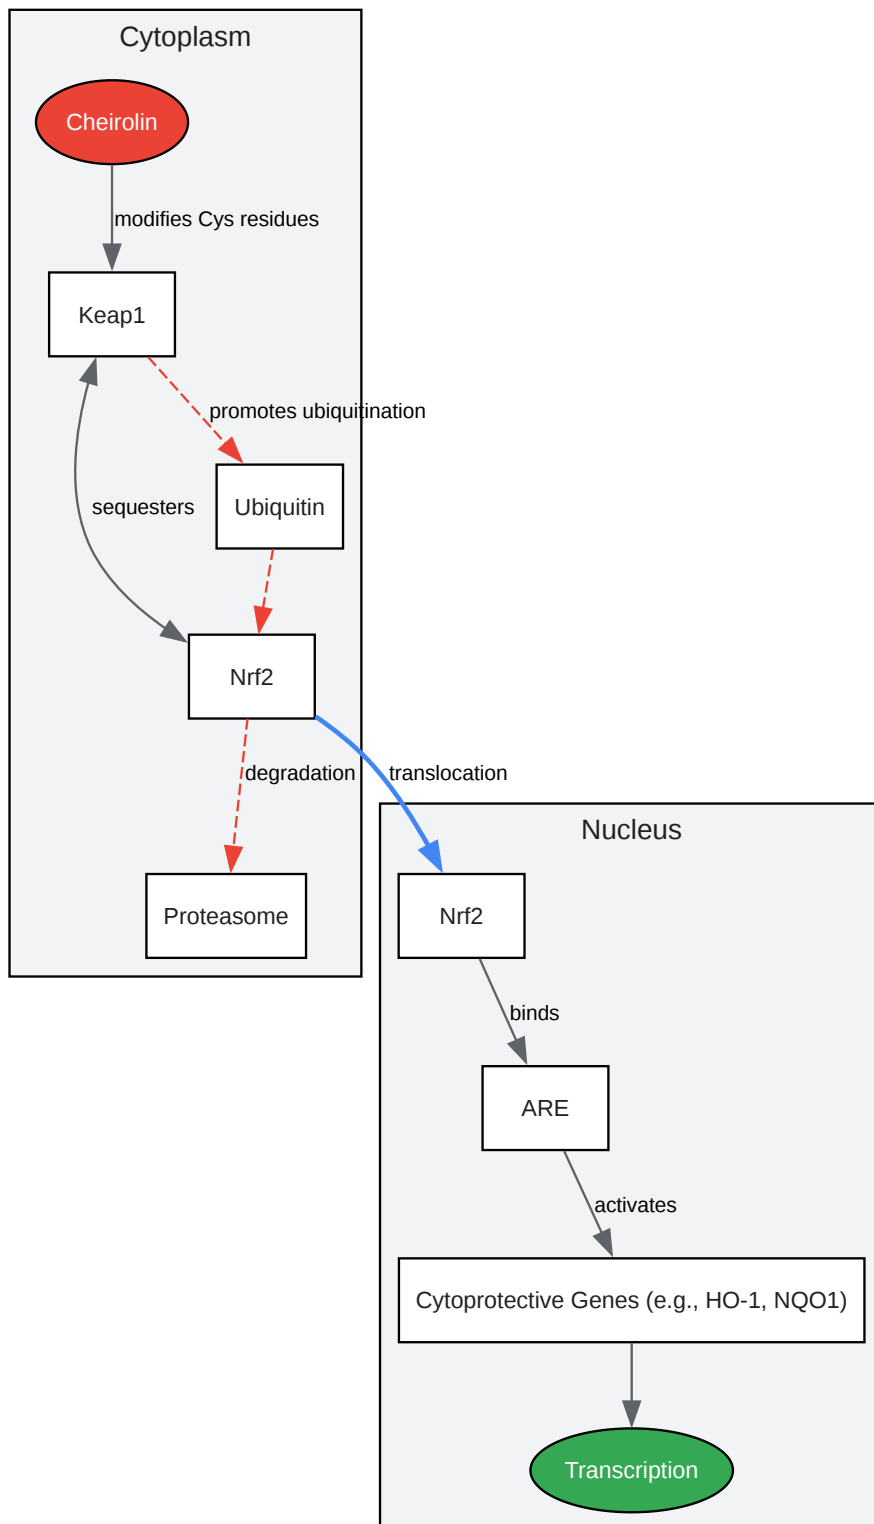 Cytoplasm
Cheirolin
modifies Cys residues
Keap1
promotes ubiquitination
Ubiquitin
sequesters
Nrf2
degradation
translocation
Proteasome
Nucleus
Nrf2
binds
ARE
activates
Cytoprotective Genes (e.g., HO-1, NQO1)
Transcription